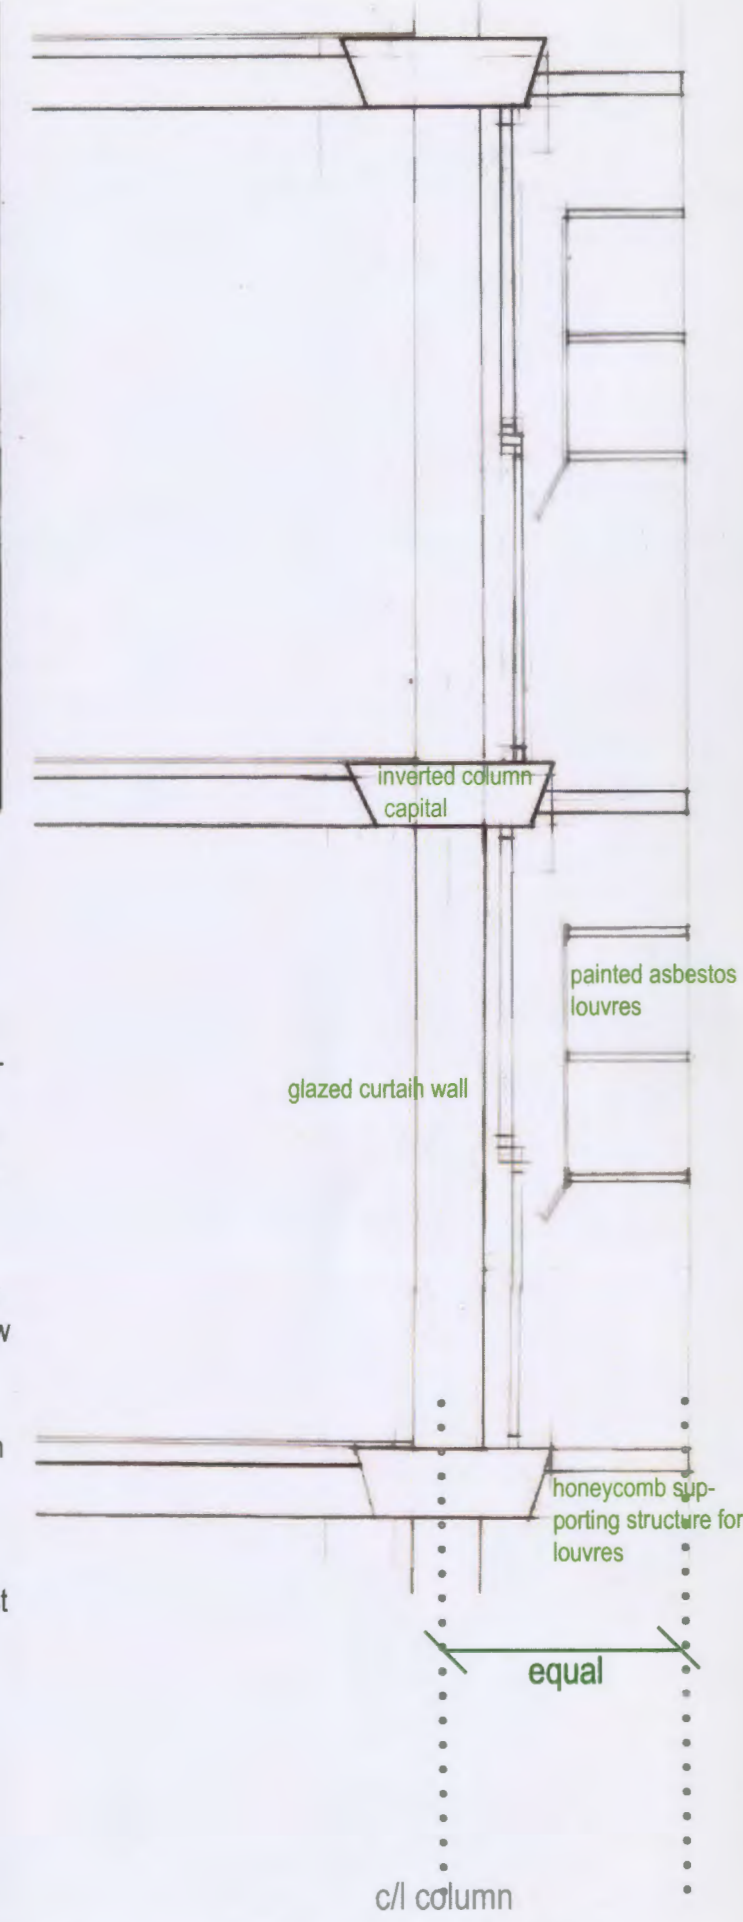 inverted column
capital
painted asbestos
louvres
glazed curtain wall
w
honeycomb sup-
porting structure for
louvres
t
equal
c/l column